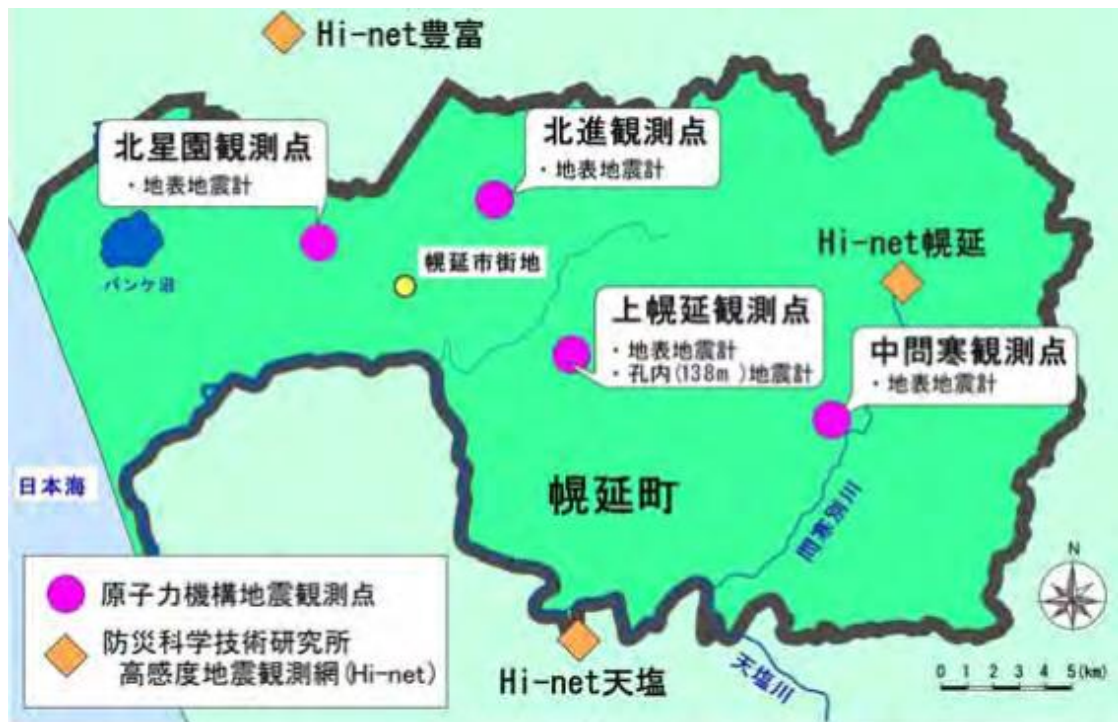 Hi-net豊富
北星園観測点
・地表地震計
北進観測点
・地表地震計
パンケ沼
幌延市街地
Hi-net幌延
上幌延観測点
・地表地震計
・孔内(138m)地震計
中問寒観測点
・地表地震計
日本海
幌延町
問寒別川
原子力機構地震観測点
防災科学技術研究所
高感度地震観測網(Hi-net)
Hi-net天塩
天塩川
N
0 1 2 3 4 5(km)